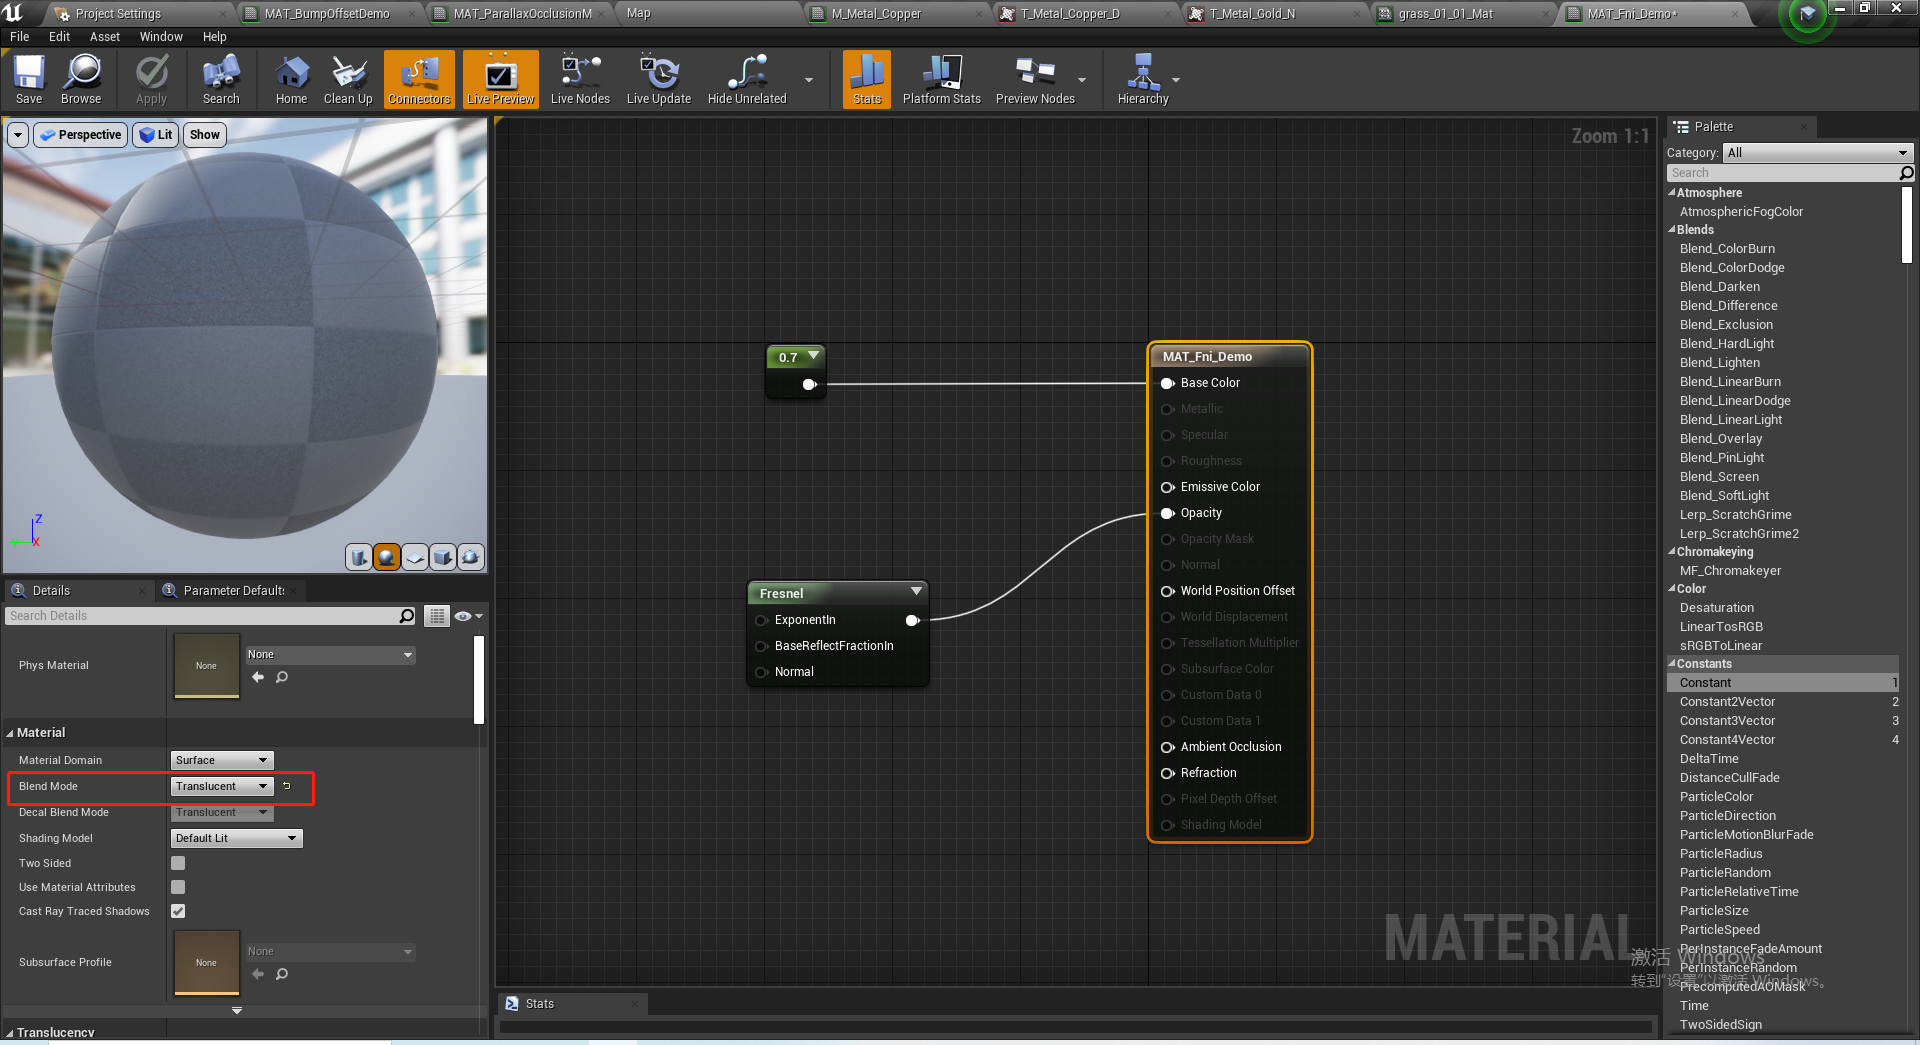 Project Settings
MAT_BumpOffsetDemo
MAT_ParallaxOcclusionM
Map
M_Metal_Copper
T_Metal_Copper_D
T_Metal_Gold_N
grass_01_01_Mat
MAT_Fni_Demo*
File Edit Asset Window Help
Save
Browse
Apply
Search
Home
Clean Up
Connectors
Live Preview
Live Nodes
Live Update
Hide Unrelated
Stats
Platform Stats
Preview Nodes
Hierarchy
Perspective
Lit
Show
Z
X
Details
Parameter Default
Search Details
Phys Material
None
None
Material
Material Domain
Surface
Blend Mode
Translucent
Decal Blend Mode
Translucent
Shading Model
Default Lit
Two Sided
Use Material Attributes
Cast Ray Traced Shadows
Subsurface Profile
None
None
Translucency
Zoom 1:1
0.7
Fresnel
ExponentIn
BaseReflectFractionIn
Normal
MAT_Fni_Demo
Base Color
Metallic
Specular
Roughness
Emissive Color
Opacity
Opacity Mask
Normal
World Position Offset
World Displacement
Tessellation Multiplier
Subsurface Color
Custom Data 0
Custom Data 1
Ambient Occlusion
Refraction
Pixel Depth Offset
Shading Model
MATERIAL
Stats
Palette
Category: All
Search
Atmosphere
AtmosphericFogColor
Blends
Blend_ColorBurn
Blend_ColorDodge
Blend_Darken
Blend_Difference
Blend_Exclusion
Blend_HardLight
Blend_Lighten
Blend_LinearBurn
Blend_LinearDodge
Blend_LinearLight
Blend_Overlay
Blend_PinLight
Blend_Screen
Blend_SoftLight
Lerp_ScratchGrime
Lerp_ScratchGrime2
Chromakeying
MF_Chromakeyer
Color
Desaturation
LinearTosRGB
sRGBToLinear
Constants
Constant 1
Constant2Vector 2
Constant3Vector 3
Constant4Vector 4
DeltaTime
DistanceCullFade
ParticleColor
ParticleDirection
ParticleMotionBlurFade
ParticleRadius
ParticleRandom
ParticleRelativeTime
ParticleSize
ParticleSpeed
PerInstanceFadeAmount
PerInstanceRandom
PrecomputedAOMask
Time
TwoSidedSign
激活 Windows
转到“设置”以激活 Windows。